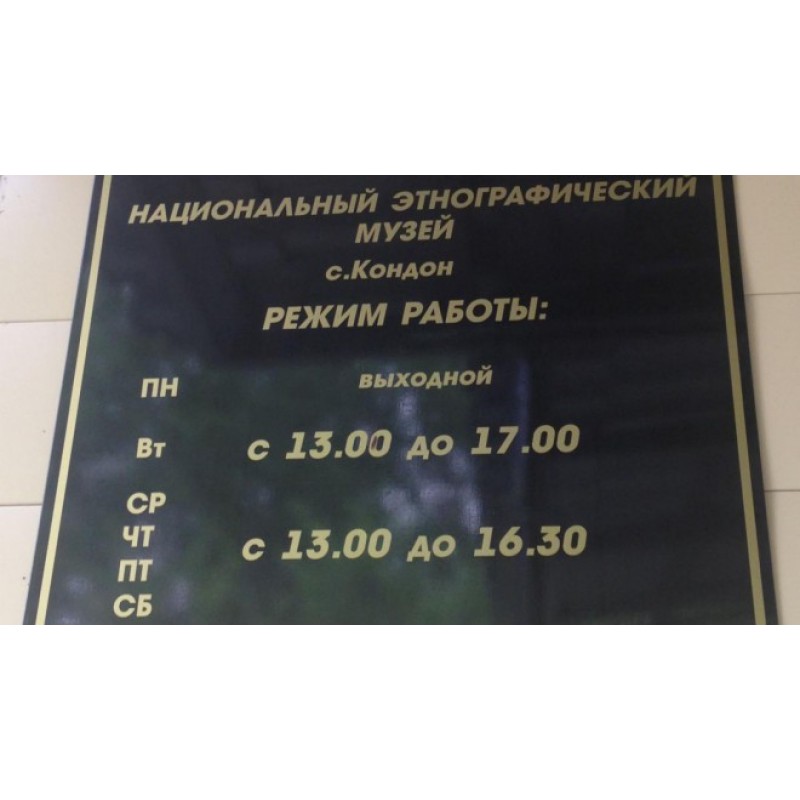 НАЦИОНАЛЬНЫЙ ЭТНОГРАФИЧЕСКИЙ
МУЗЕЙ
с.Кондон
РЕЖИМ РАБОТЫ:
ПН выходной
Вт с 13.00 до 17.00
СР
ЧТ с 13.00 до 16.30
ПТ
СБ